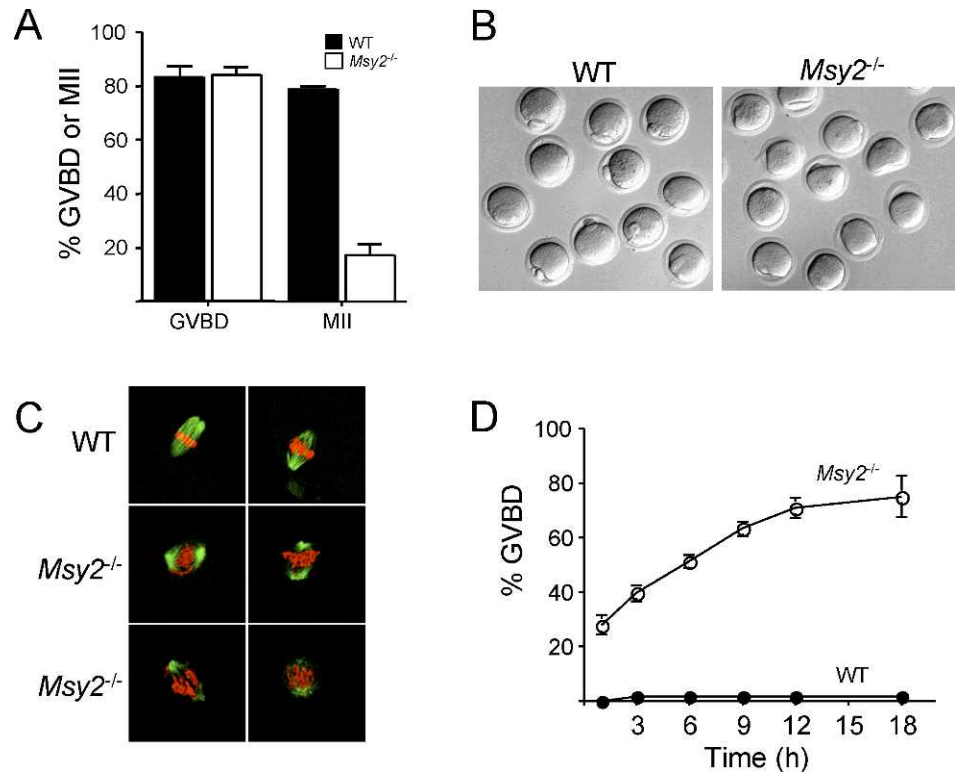 A
% GVBD or MII
100
80
60
40
20
WT
Msy2-/-
GVBD
MII
B
WT
Msy2-/-
C
WT
Msy2-/-
Msy2-/-
D
% GVBD
100
80
60
40
20
Msy2-/-
WT
3 6 9 12 15 18
Time (h)